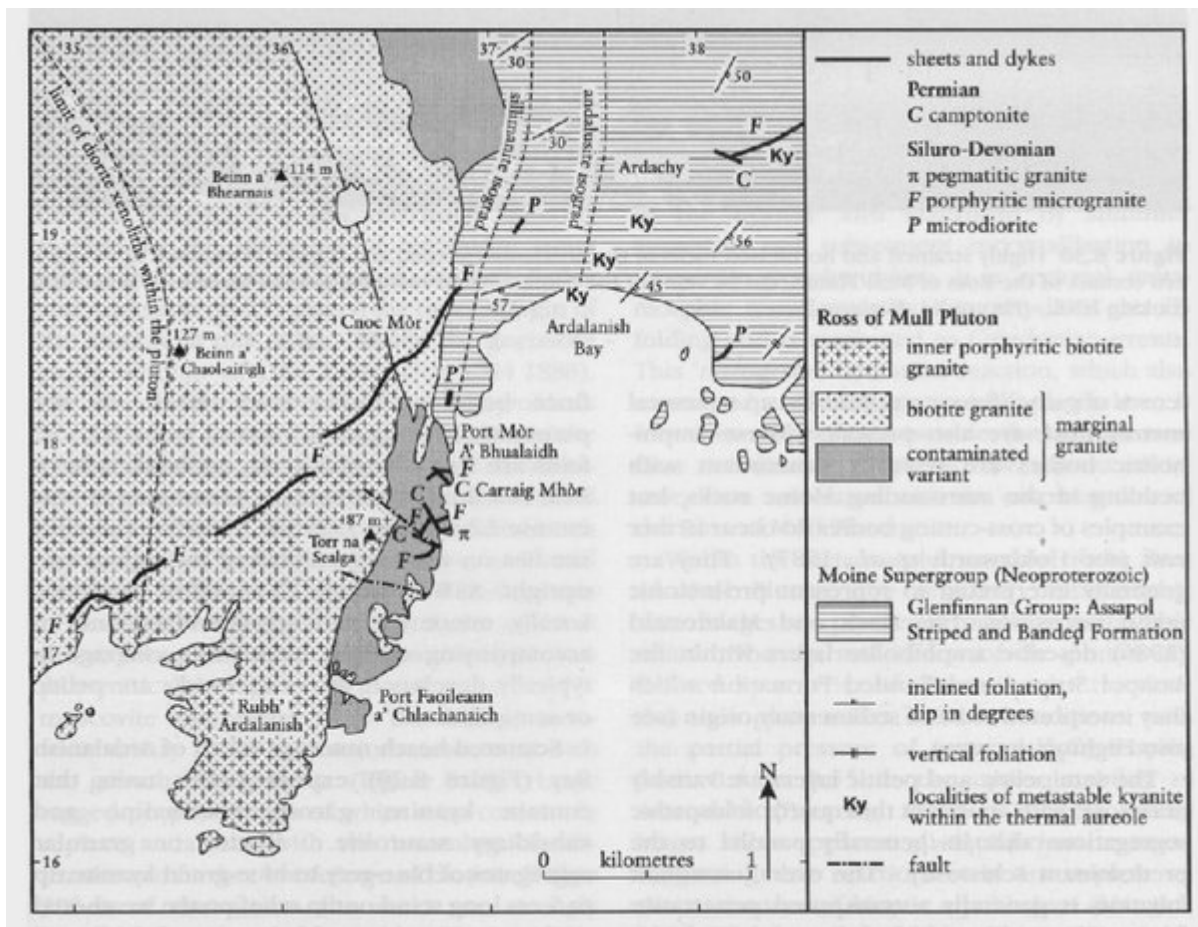 35
36
37
38
30
50
limit of diorite xenoliths within the pluton
sillimanite isograd
andalusite isograd
30
F
Ardachy
Ky
C
Beinn a'
Bhearnais
114 m
P
Ky
56
19
Ky
F
57
Ky
45
Cnoc Mòr
Ardalanish
Bay
P
127 m
Beinn a'
Chaol-airigh
P
18
Port Mòr
A' Bhualaidh
F
F
C
C Carraig Mhòr
F
F
87 m
C
π
Torr na
Sealga
F
F
F
17
Port Faoileann
a' Chlachanaich
Rubh'
Ardalanish
N
16
0 kilometres 1
sheets and dykes
Permian
C camptonite
Siluro-Devonian
π pegmatitic granite
F porphyritic microgranite
P microdiorite
Ross of Mull Pluton
inner porphyritic biotite
granite
biotite granite
contaminated
variant
marginal
granite
Moine Supergroup (Neoproterozoic)
Glenfinnan Group: Assapol
Striped and Banded Formation
inclined foliation,
dip in degrees
vertical foliation
Ky
localities of metastable kyanite
within the thermal aureole
fault